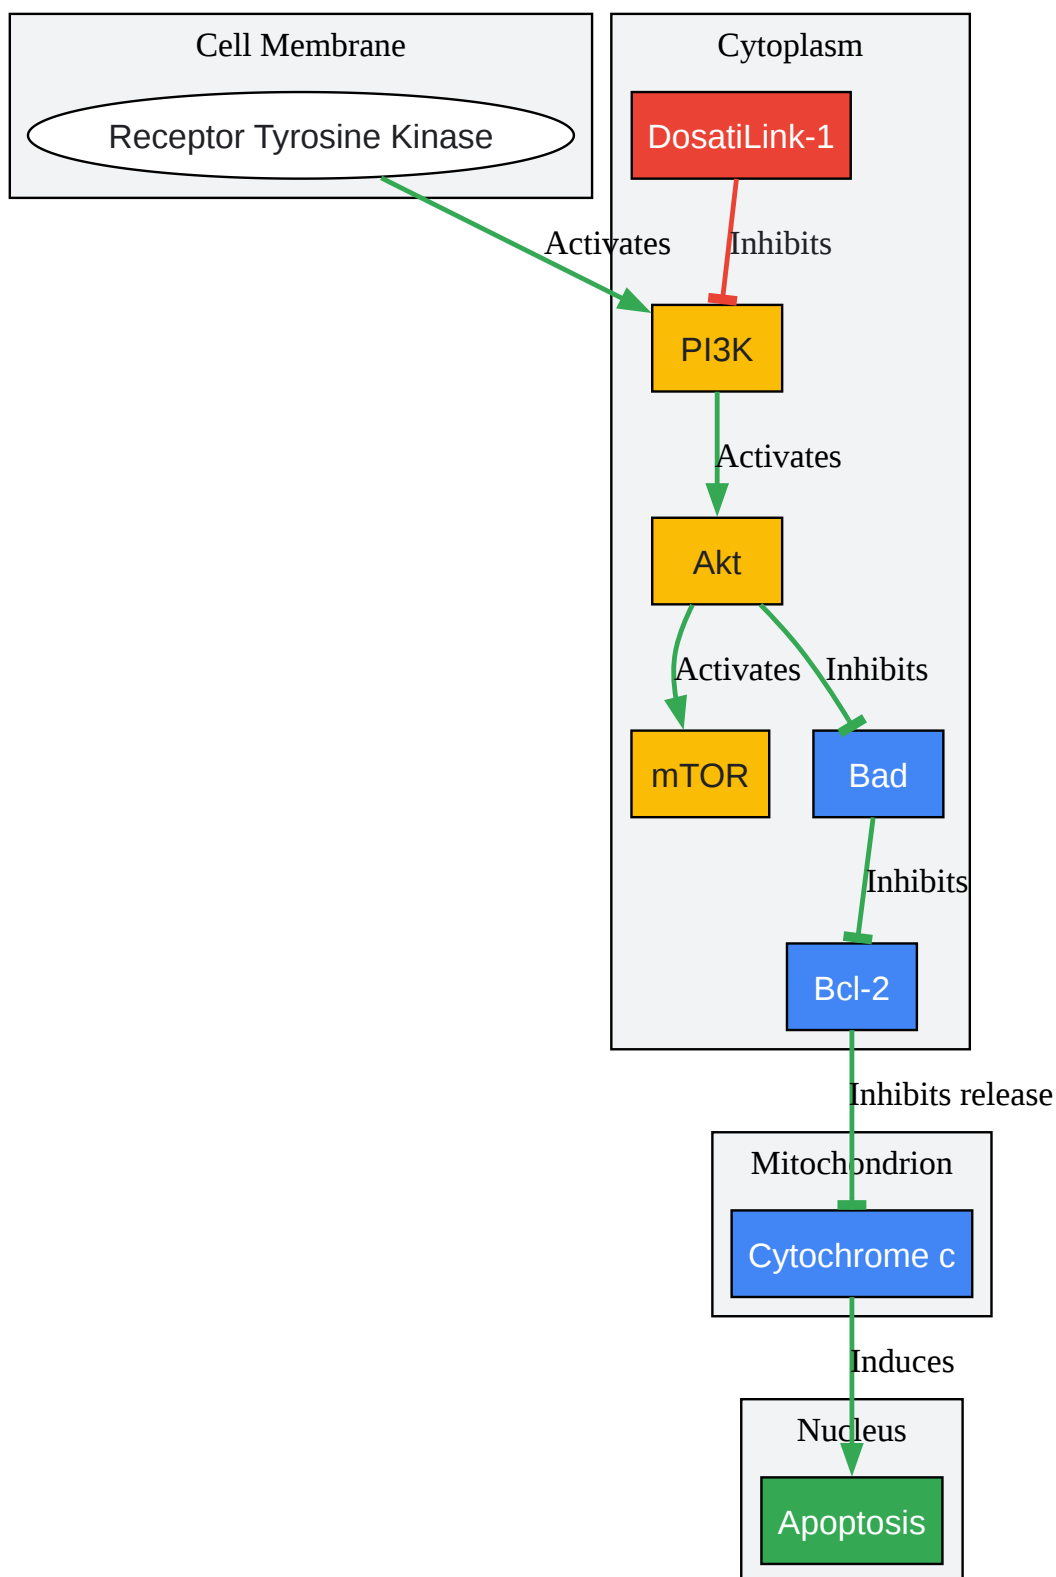 Cell Membrane
Cytoplasm
Receptor Tyrosine Kinase
DosatiLink-1
Activates
Inhibits
PI3K
Activates
Akt
Activates
Inhibits
mTOR
Bad
Inhibits
Bcl-2
Inhibits release
Mitochondrion
Cytochrome c
Induces
Nucleus
Apoptosis